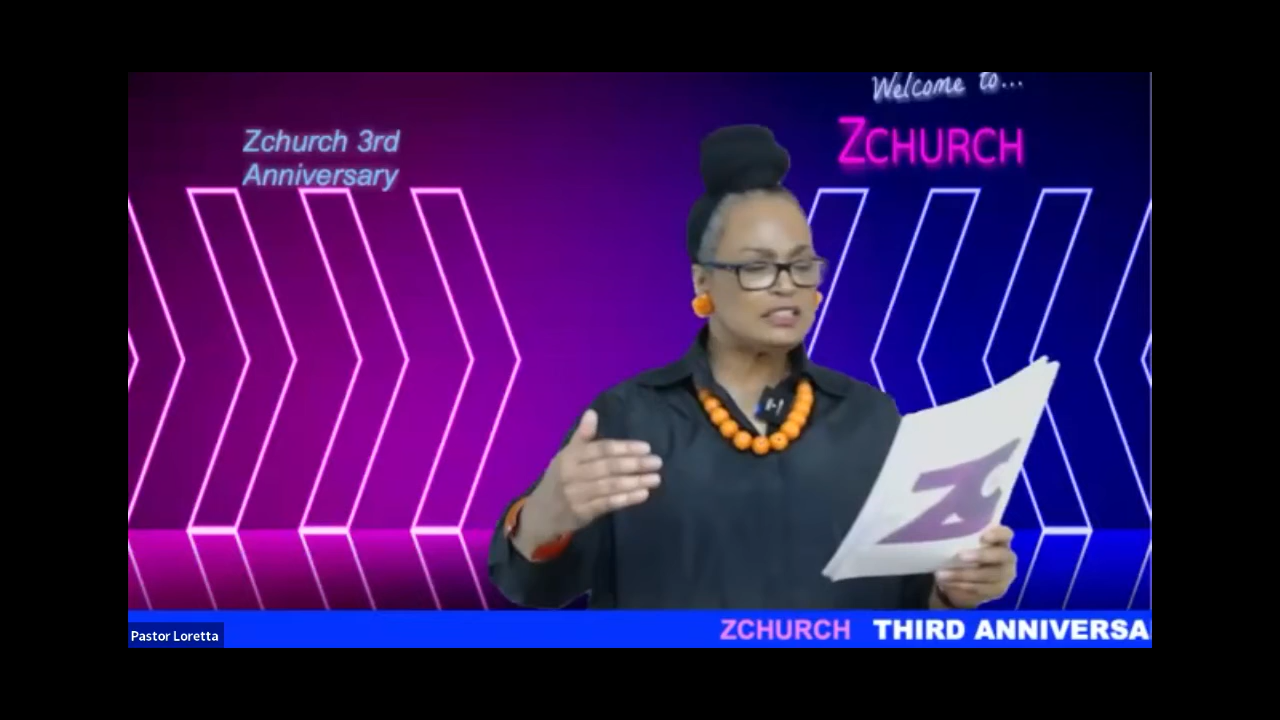 Welcome to...
ZCHURCH
Zchurch 3rd
Anniversary
Z
Pastor Loretta
ZCHURCH THIRD ANNIVERSA